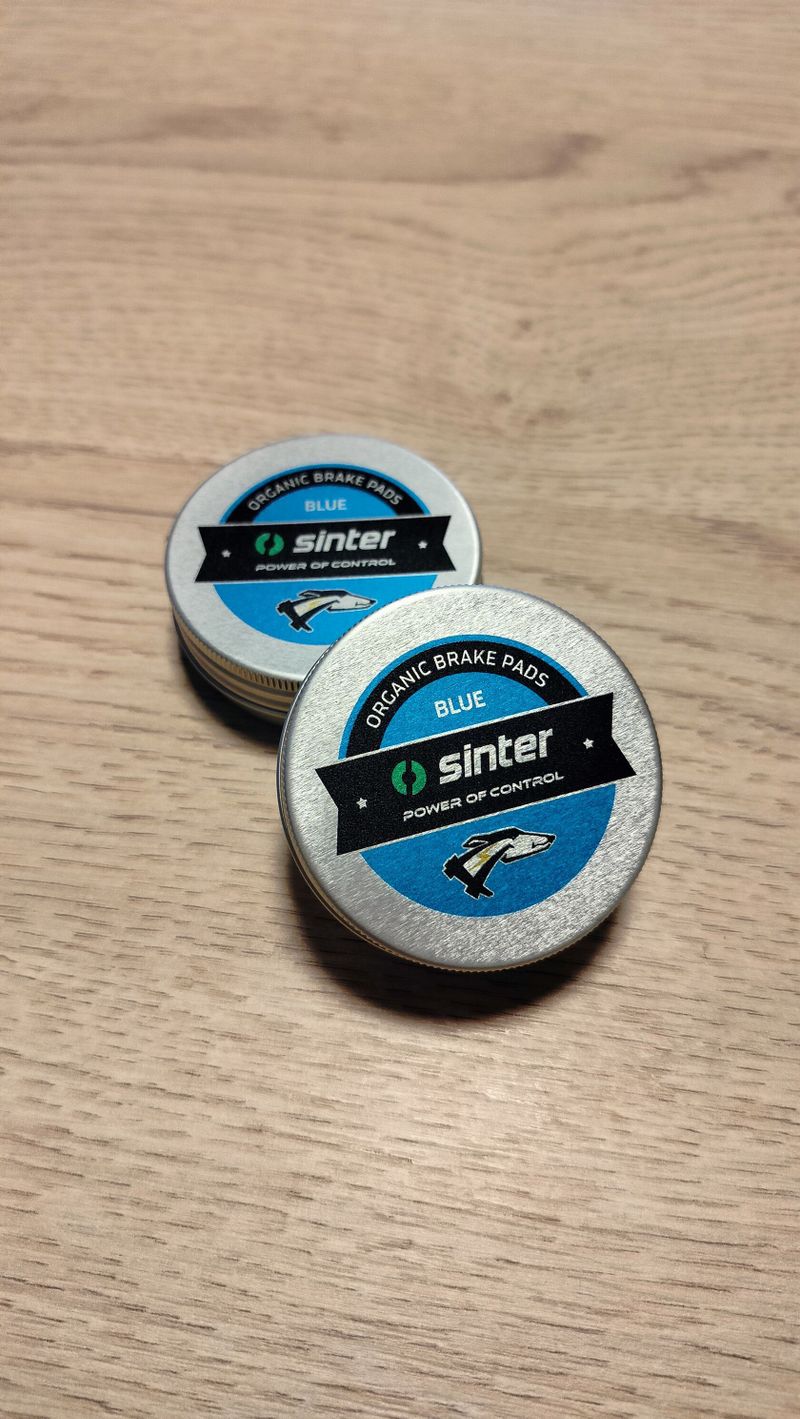 ORGANIC BRAKE PADS
BLUE
sinter
POWER OF CONTROL
ORGANIC BRAKE PADS
BLUE
sinter
POWER OF CONTROL